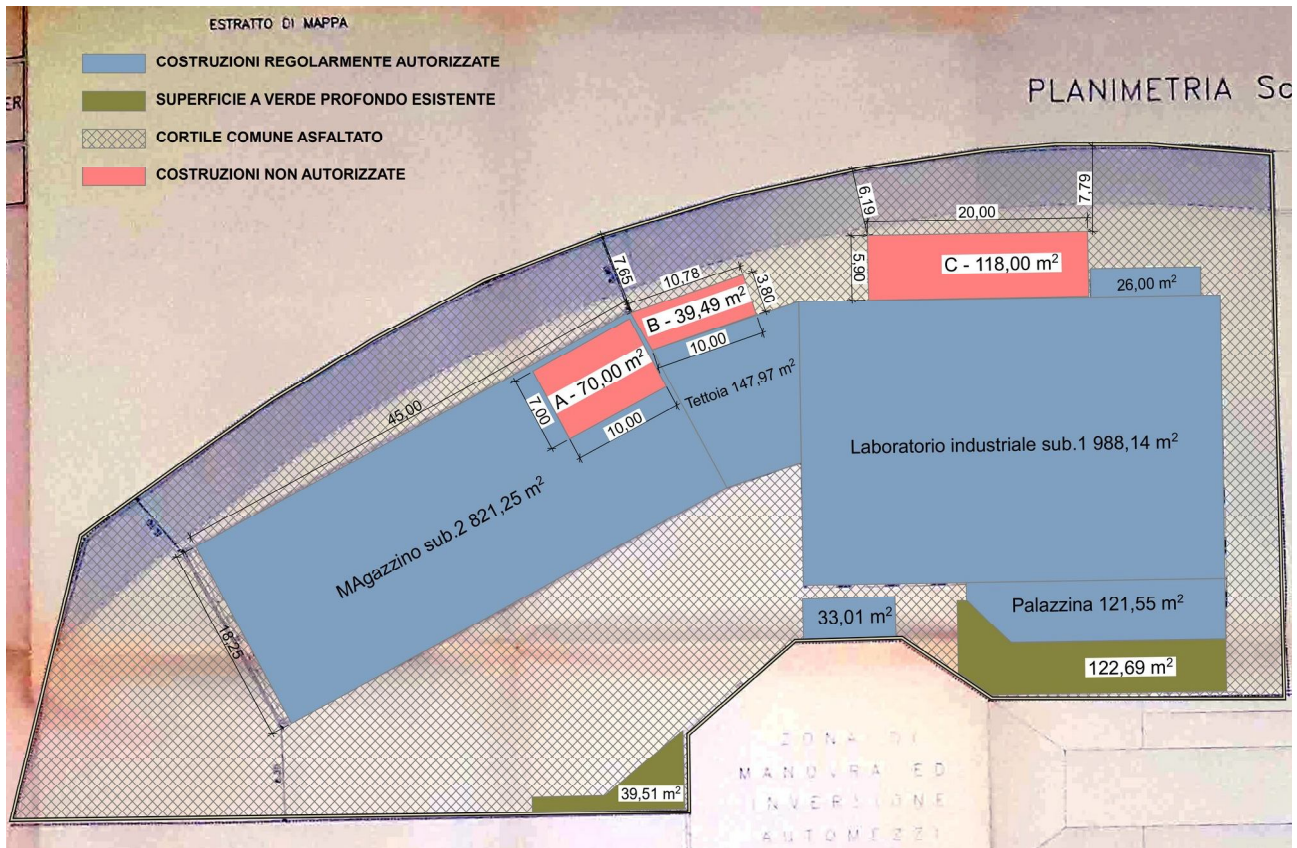 ESTRATTO DI MAPPA
COSTRUZIONI REGOLARMENTE AUTORIZZATE
SUPERFICIE A VERDE PROFONDO ESISTENTE
CORTILE COMUNE ASFALTATO
COSTRUZIONI NON AUTORIZZATE
ER
PLANIMETRIA Sc
6,19
7,79
20,00
5,90
C - 118,00 m²
26,00 m²
7,65
10,78
3,80
B - 39,49 m²
10,00
A - 70,00 m²
7,00
10,00
45,00
Tettoia 147,97 m²
Laboratorio industriale sub.1 988,14 m²
MAgazzino sub.2 821,25 m²
18,25
33,01 m²
Palazzina 121,55 m²
122,69 m²
39,51 m²
ZONA DI
MANOVRA ED
INVERSIONE
AUTOMEZZI